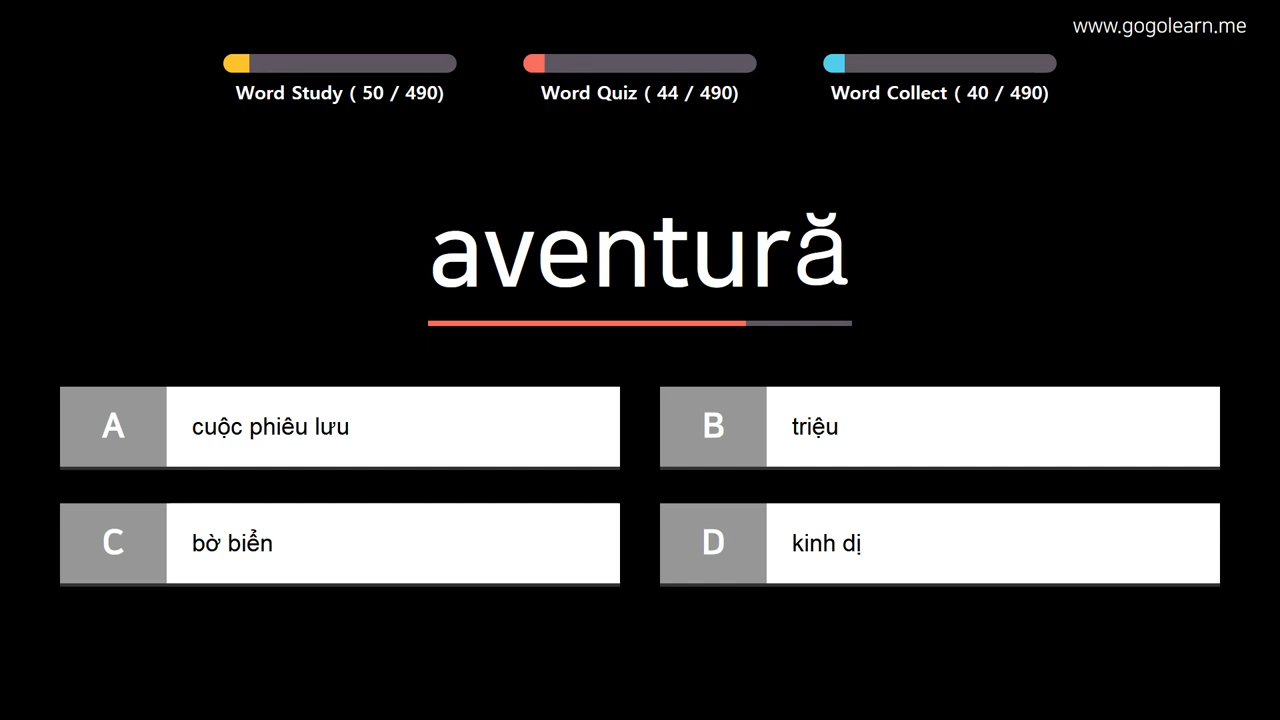 www.gogolearn.me
Word Study ( 50 / 490)
Word Quiz ( 44 / 490)
Word Collect ( 40 / 490)
aventură
A
cuộc phiêu lưu
B
triệu
C
bờ biển
D
kinh dị